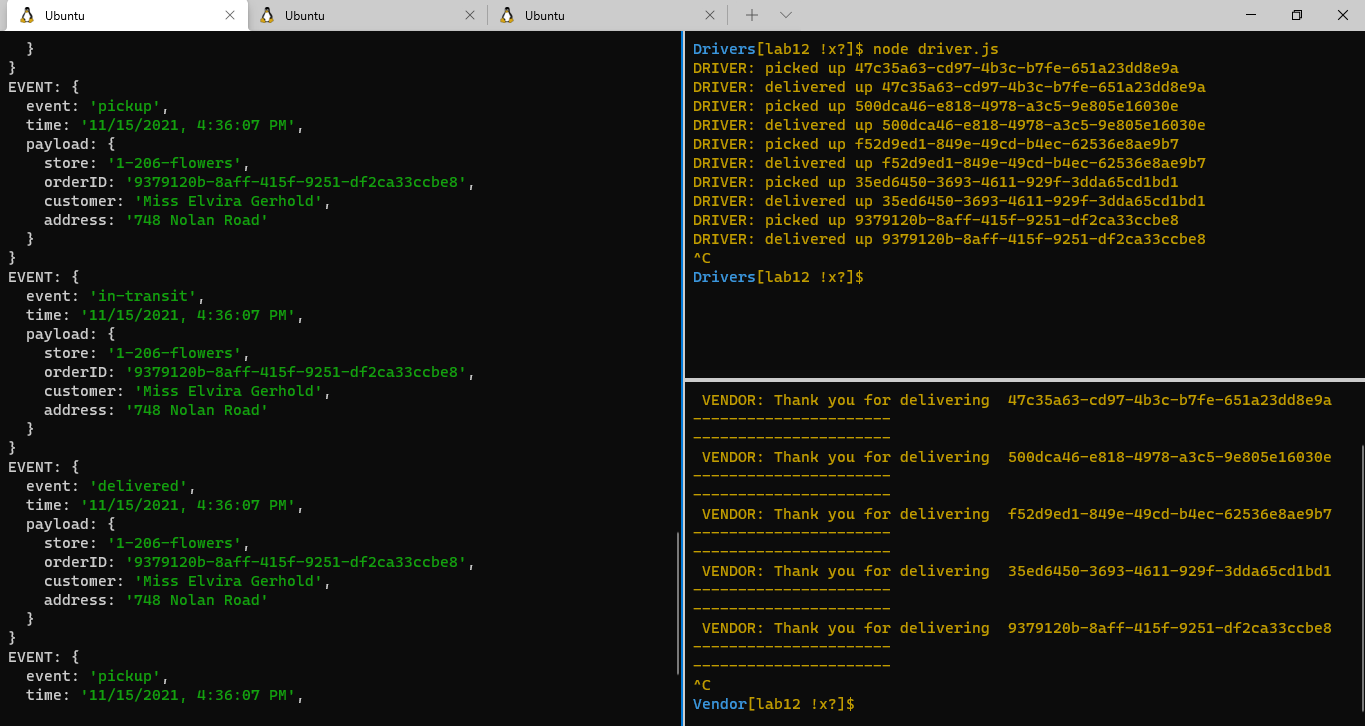 Ubuntu
Ubuntu
Ubuntu
}
}
EVENT: {
event: 'pickup',
time: '11/15/2021, 4:36:07 PM',
payload: {
store: '1-206-flowers',
orderID: '9379120b-8aff-415f-9251-df2ca33ccbe8',
customer: 'Miss Elvira Gerhold',
address: '748 Nolan Road'
}
}
EVENT: {
event: 'in-transit',
time: '11/15/2021, 4:36:07 PM',
payload: {
store: '1-206-flowers',
orderID: '9379120b-8aff-415f-9251-df2ca33ccbe8',
customer: 'Miss Elvira Gerhold',
address: '748 Nolan Road'
}
}
EVENT: {
event: 'delivered',
time: '11/15/2021, 4:36:07 PM',
payload: {
store: '1-206-flowers',
orderID: '9379120b-8aff-415f-9251-df2ca33ccbe8',
customer: 'Miss Elvira Gerhold',
address: '748 Nolan Road'
}
}
EVENT: {
event: 'pickup',
time: '11/15/2021, 4:36:07 PM',
Drivers[lab12 !x?]$ node driver.js
DRIVER: picked up 47c35a63-cd97-4b3c-b7fe-651a23dd8e9a
DRIVER: delivered up 47c35a63-cd97-4b3c-b7fe-651a23dd8e9a
DRIVER: picked up 500dca46-e818-4978-a3c5-9e805e16030e
DRIVER: delivered up 500dca46-e818-4978-a3c5-9e805e16030e
DRIVER: picked up f52d9ed1-849e-49cd-b4ec-62536e8ae9b7
DRIVER: delivered up f52d9ed1-849e-49cd-b4ec-62536e8ae9b7
DRIVER: picked up 35ed6450-3693-4611-929f-3dda65cd1bd1
DRIVER: delivered up 35ed6450-3693-4611-929f-3dda65cd1bd1
DRIVER: picked up 9379120b-8aff-415f-9251-df2ca33ccbe8
DRIVER: delivered up 9379120b-8aff-415f-9251-df2ca33ccbe8
^C
Drivers[lab12 !x?]$
VENDOR: Thank you for delivering  47c35a63-cd97-4b3c-b7fe-651a23dd8e9a
----------------------
----------------------
VENDOR: Thank you for delivering  500dca46-e818-4978-a3c5-9e805e16030e
----------------------
----------------------
VENDOR: Thank you for delivering  f52d9ed1-849e-49cd-b4ec-62536e8ae9b7
----------------------
----------------------
VENDOR: Thank you for delivering  35ed6450-3693-4611-929f-3dda65cd1bd1
----------------------
----------------------
VENDOR: Thank you for delivering  9379120b-8aff-415f-9251-df2ca33ccbe8
----------------------
----------------------
^C
Vendor[lab12 !x?]$